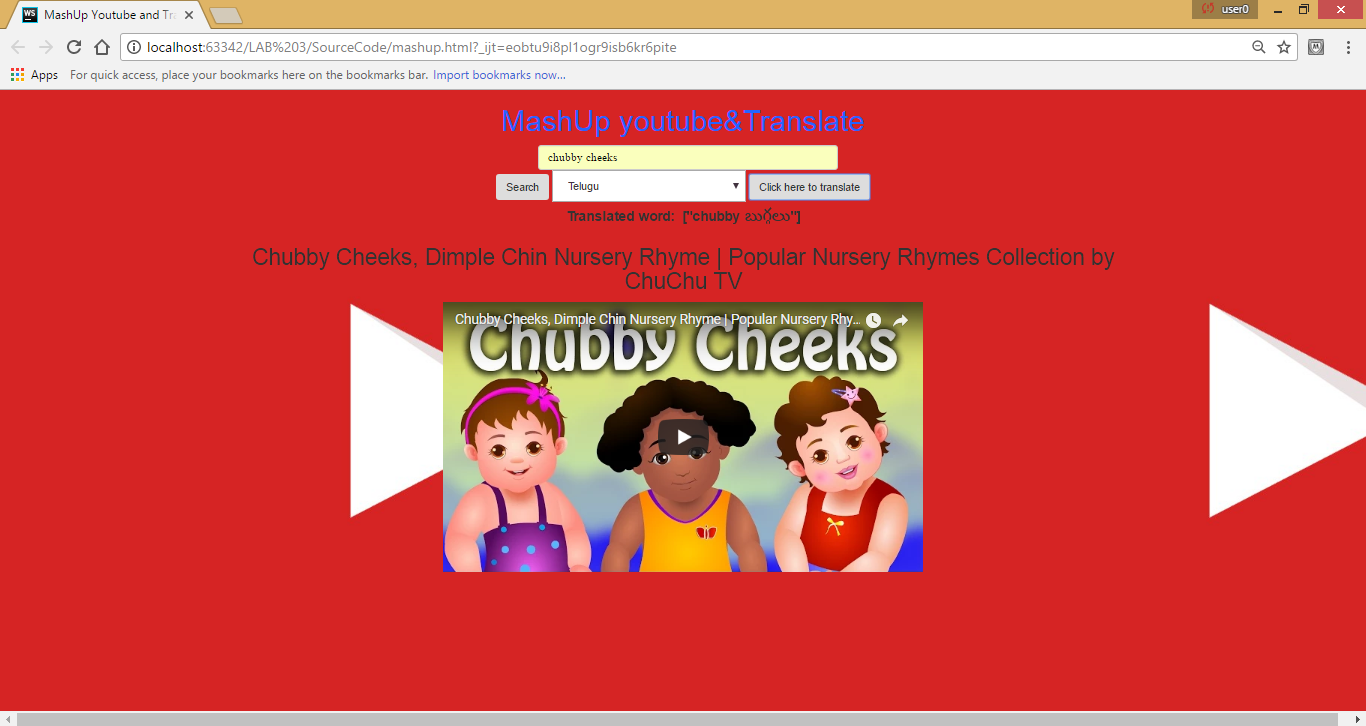 MashUp Youtube and Tra
user0
localhost:63342/LAB%203/SourceCode/mashup.html?_ijt=eobtu9i8pl1ogr9isb6kr6pite
Apps For quick access, place your bookmarks here on the bookmarks bar. Import bookmarks now...
MashUp youtube&Translate
chubby cheeks
Search Telugu Click here to translate
Translated word: ["chubby బుగ్గలు"]
Chubby Cheeks, Dimple Chin Nursery Rhyme | Popular Nursery Rhymes Collection by
ChuChu TV
Chubby Cheeks, Dimple Chin Nursery Rhyme | Popular Nursery Rhy...
Chubby Cheeks